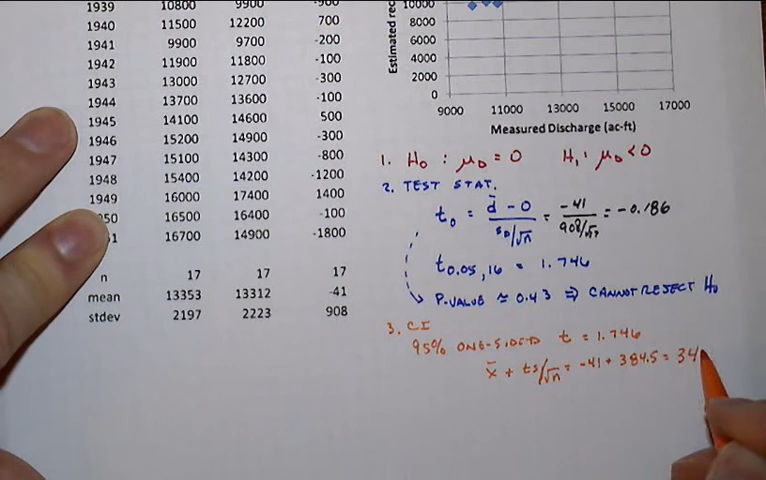 1939 10800 9900 -900
1940 11500 12200 700
1941 9900 9700 -200
1942 11900 11800 -100
1943 13000 12700 -300
1944 13700 13600 -100
1945 14100 14600 500
1946 15200 14900 -300
1947 15100 14300 -800
1948 15400 14200 -1200
1949 16000 17400 1400
50 16500 16400 -100
1 16700 14900 -1800
n 17 17 17
mean 13353 13312 -41
stdev 2197 2223 908
Estimated rec
10000
8000
6000
4000
2000
0
9000 11000 13000 15000 17000
Measured Discharge (ac-ft)
1. H₀ : μ_D = 0 H₁ : μ_D < 0
2. TEST STAT.
t₀ = (d̄ - 0)/(s_D/√n) = -41/(908/√17) = -0.186
t₀.₀₅,₁₆ = 1.746
P-VALUE ≈ 0.43 ⇒ CANNOT REJECT H₀
3. CI
95% ONE-SIDED t = 1.746
x̄ + ts/√n = -41 + 384.5 = 34